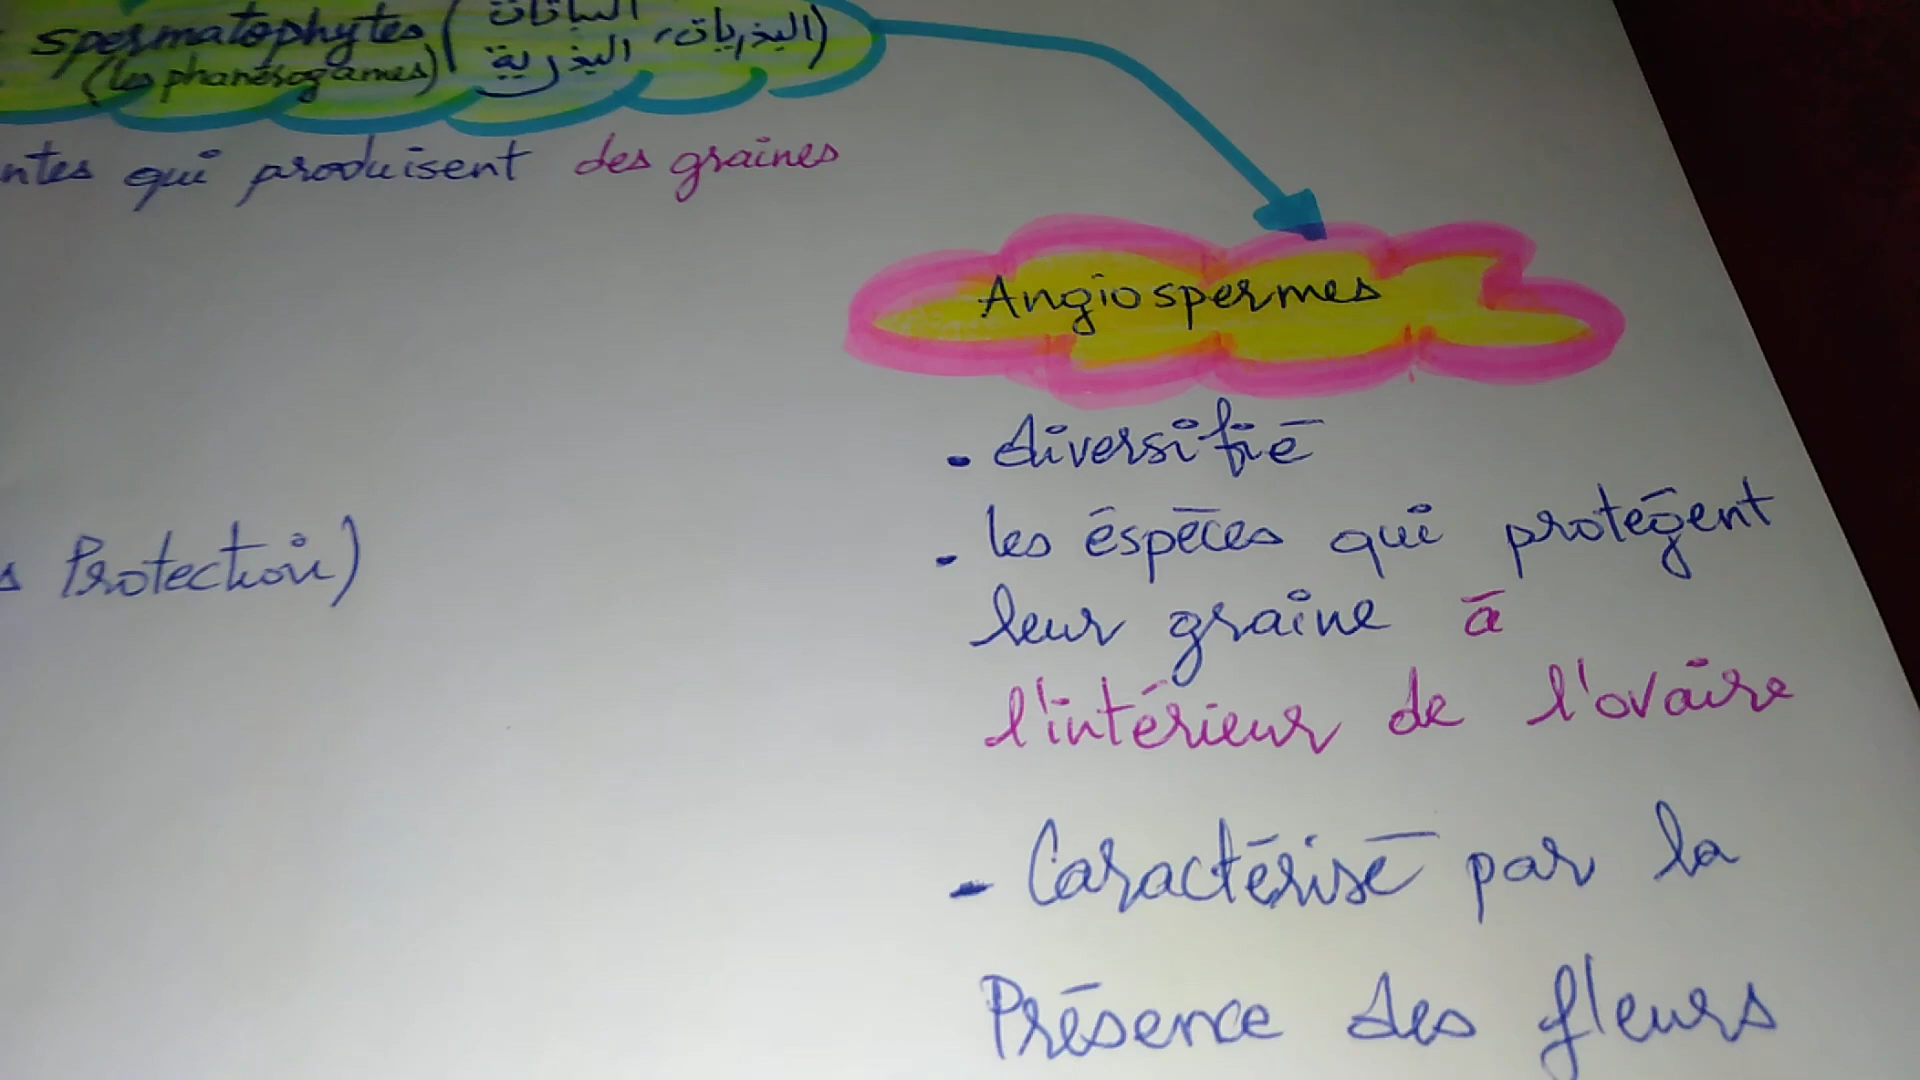 spermatophytes ( النباتات
(les phanérogames) البذرية ،البذريات)
ntes qui produisent des graines
Angiospermes
s Protection)
- diversifié
- les éspèces qui protègent
leur graine à
l'intérieur de l'ovaire
- Caractérisé par la
Présence des fleurs